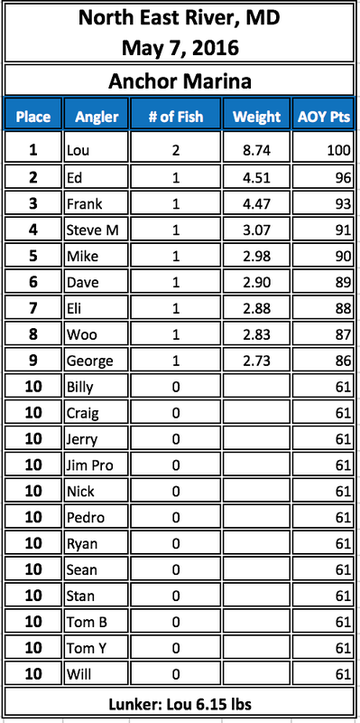 North East River, MD
May 7, 2016
Anchor Marina
Place Angler # of Fish Weight AOY Pts
1 Lou 2 8.74 100
2 Ed 1 4.51 96
3 Frank 1 4.47 93
4 Steve M 1 3.07 91
5 Mike 1 2.98 90
6 Dave 1 2.90 89
7 Eli 1 2.88 88
8 Woo 1 2.83 87
9 George 1 2.73 86
10 Billy 0 61
10 Craig 0 61
10 Jerry 0 61
10 Jim Pro 0 61
10 Nick 0 61
10 Pedro 0 61
10 Ryan 0 61
10 Sean 0 61
10 Stan 0 61
10 Tom B 0 61
10 Tom Y 0 61
10 Will 0 61
Lunker: Lou 6.15 lbs